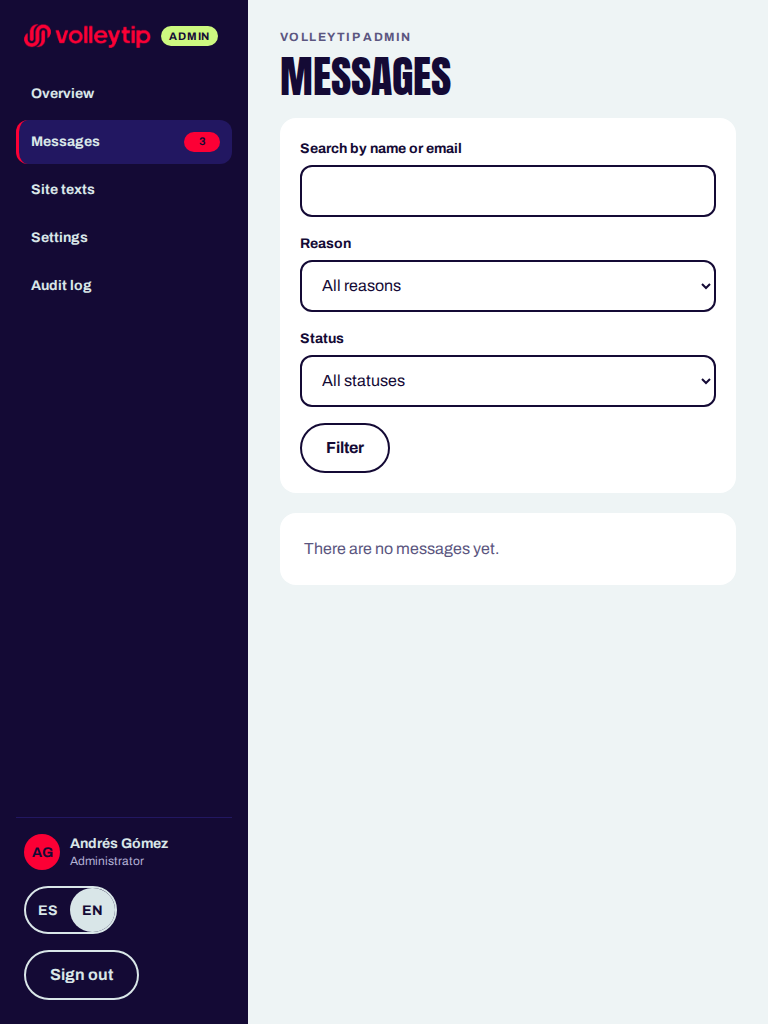 volleytip ADMIN
Overview
Messages 3
Site texts
Settings
Audit log
Andrés Gómez
AG
Administrator
ES EN
Sign out
VOLLEYTIP ADMIN
MESSAGES
Search by name or email
Reason
All reasons
Status
All statuses
Filter
There are no messages yet.